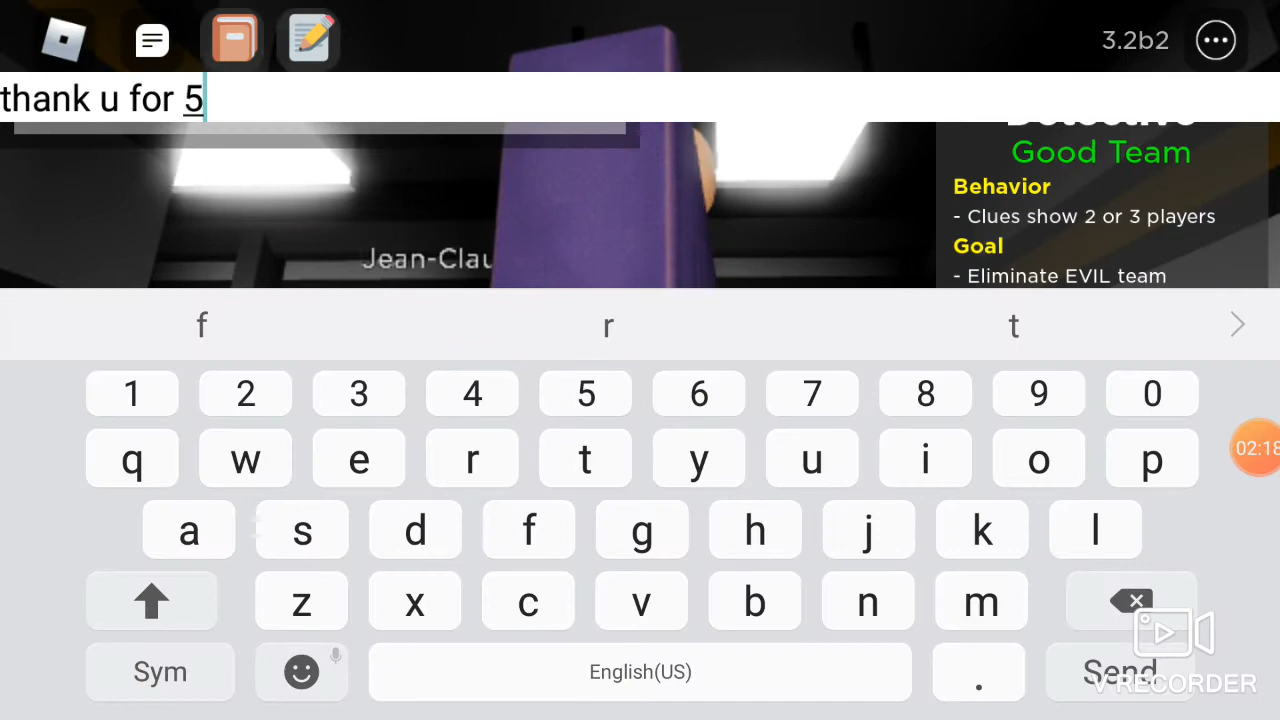 3.2b2
thank u for 5
Good Team
Behavior
- Clues show 2 or 3 players
Goal
- Eliminate EVIL team
Jean-Clau
f r t
1 2 3 4 5 6 7 8 9 0
q w e r t y u i o p
02:18
a s d f g h j k l
z x c v b n m
Sym English(US) . Send
V RECORDER